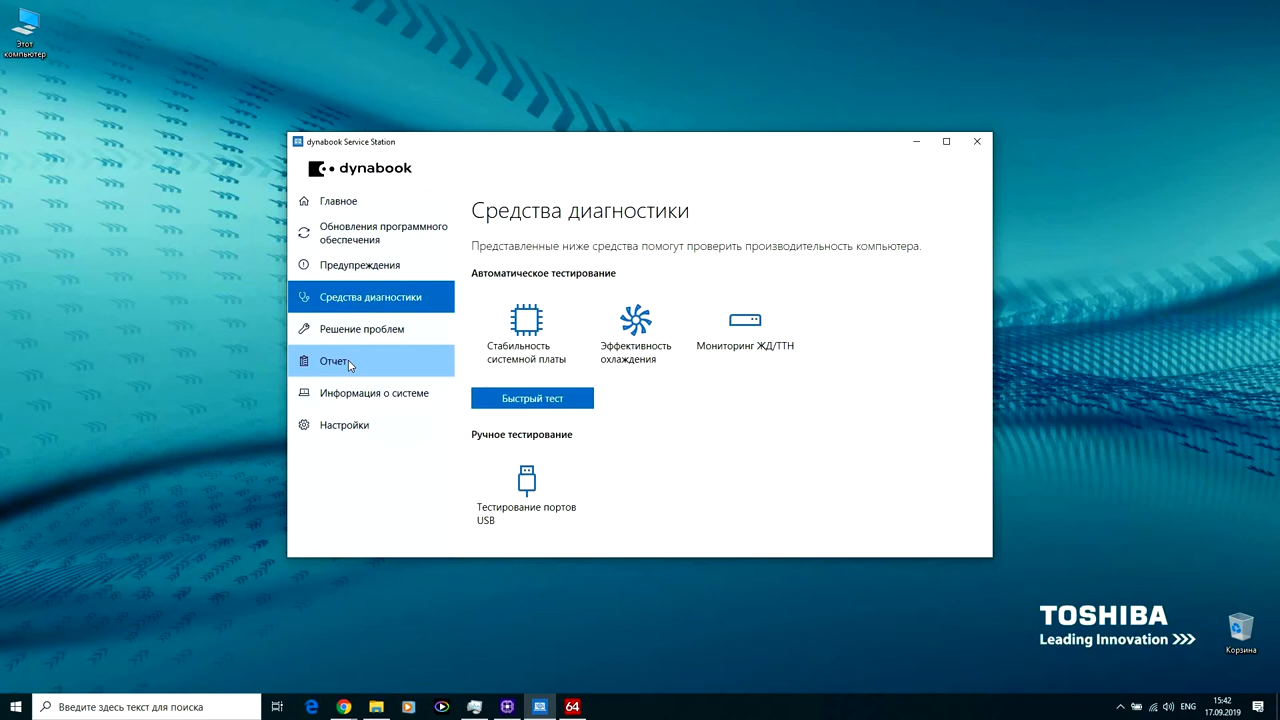 Этот
компьютер
dynabook Service Station
dynabook
Главное
Обновления программного
обеспечения
Предупреждения
Средства диагностики
Решение проблем
Отчет
Информация о системе
Настройки
Средства диагностики
Представленные ниже средства помогут проверить производительность компьютера.
Автоматическое тестирование
Стабильность
системной платы
Эффективность
охлаждения
Мониторинг ЖД/ТТН
Быстрый тест
Ручное тестирование
Тестирование портов
USB
TOSHIBA
Leading Innovation >>>
Корзина
Введите здесь текст для поиска
64
ENG
15:42
17.09.2019